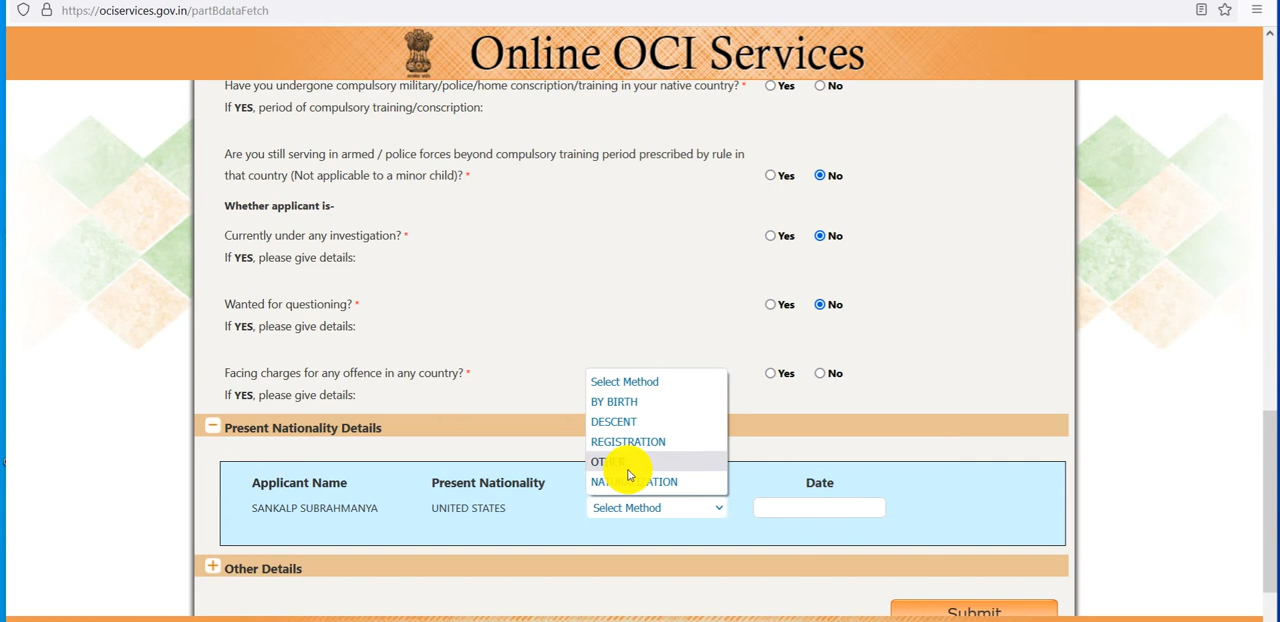 https://ociservices.gov.in/partBdataFetch
Online OCI Services
Have you undergone compulsory military/police/home conscription/training in your native country? * Yes No
If YES, period of compulsory training/conscription:
Are you still serving in armed / police forces beyond compulsory training period prescribed by rule in
that country (Not applicable to a minor child)? * Yes No
Whether applicant is-
Currently under any investigation? * Yes No
If YES, please give details:
Wanted for questioning? * Yes No
If YES, please give details:
Facing charges for any offence in any country? * Yes No
If YES, please give details:
Select Method
BY BIRTH
DESCENT
REGISTRATION
OTHER
NATURALIZATION
Present Nationality Details
Applicant Name Present Nationality Date
SANKALP SUBRAHMANYA UNITED STATES Select Method
Other Details
Submit